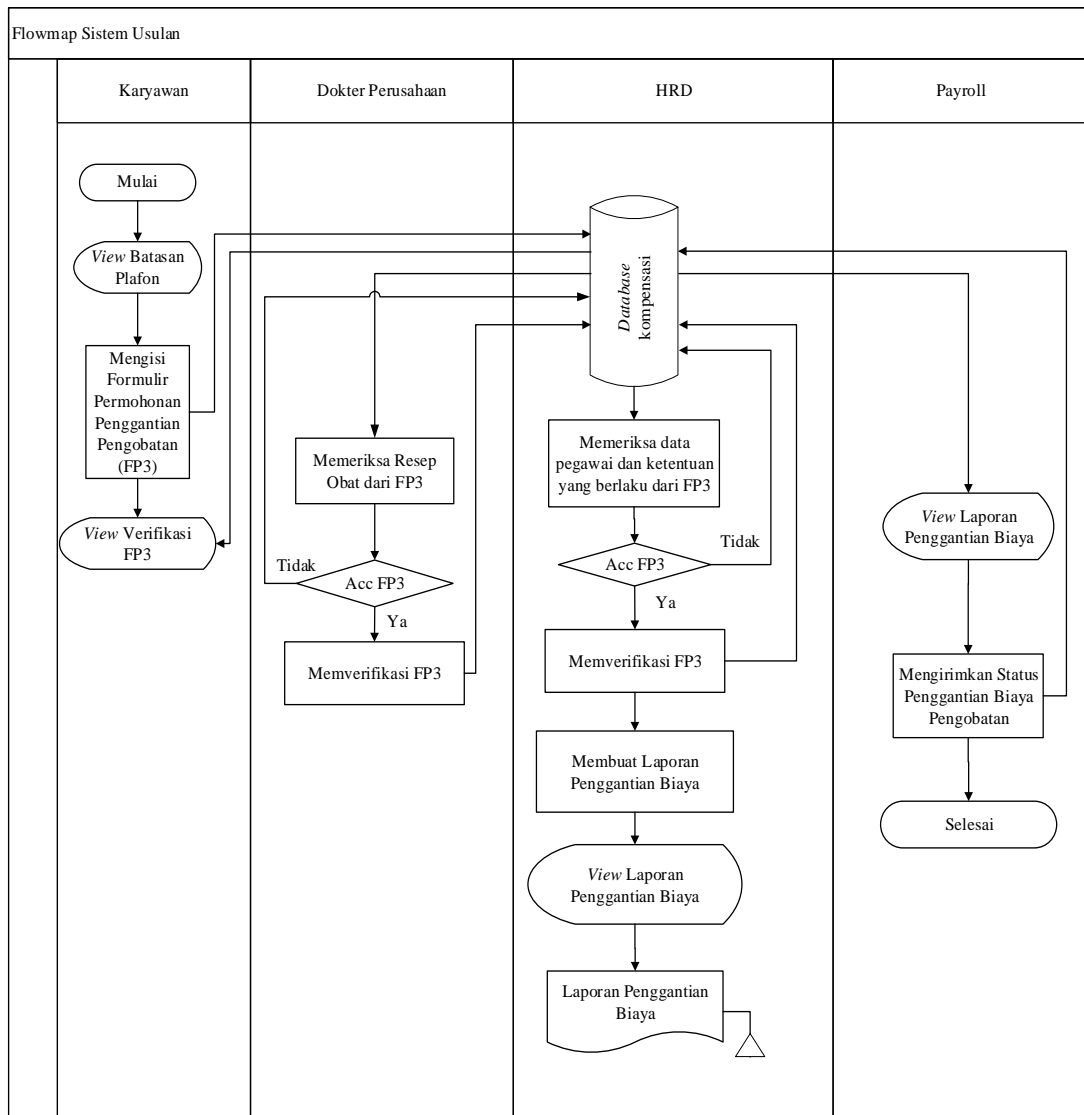 Flowmap Sistem Usulan
Karyawan
Dokter Perusahaan
HRD
Payroll
Mulai
View Batasan
Plafon
Mengisi
Formulir
Permohonan
Penggantian
Pengobatan
(FP3)
View Verifikasi
FP3
Memeriksa Resep
Obat dari FP3
Tidak
Acc FP3
Ya
Memverifikasi FP3
Database
kompensasi
Memeriksa data
pegawai dan ketentuan
yang berlaku dari FP3
Tidak
Acc FP3
Ya
Memverifikasi FP3
Membuat Laporan
Penggantian Biaya
View Laporan
Penggantian Biaya
Laporan Penggantian
Biaya
View Laporan
Penggantian Biaya
Mengirimkan Status
Penggantian Biaya
Pengobatan
Selesai